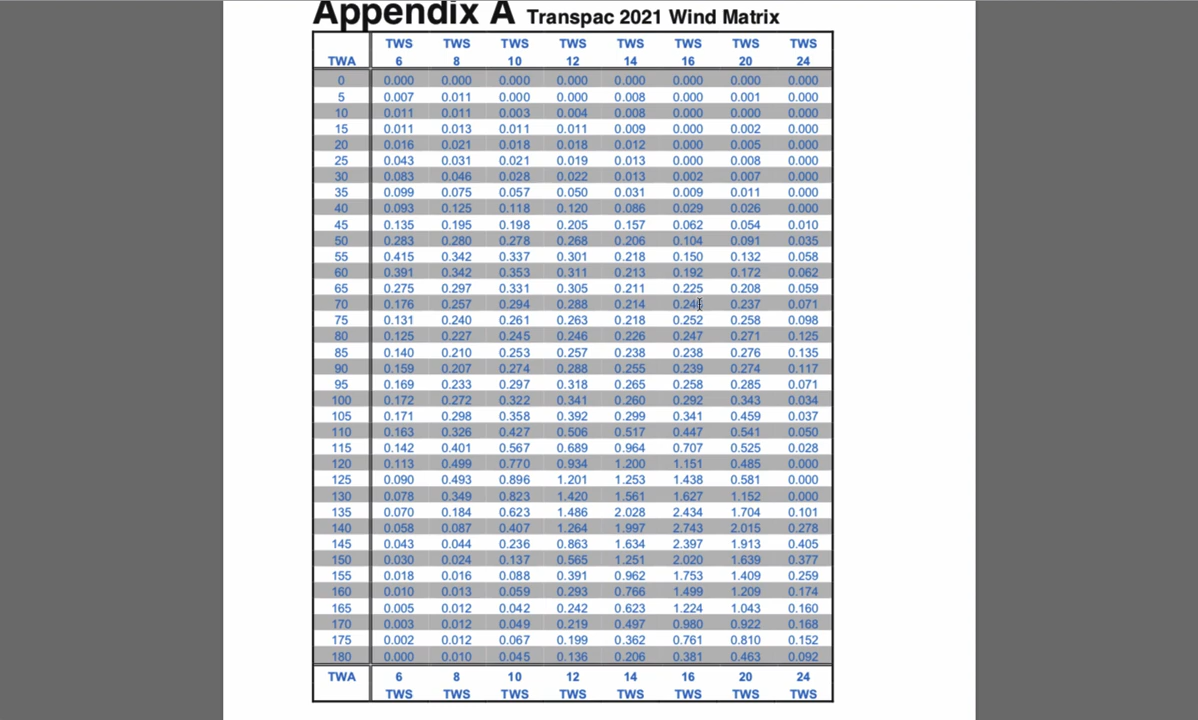 Appendix A Transpac 2021 Wind Matrix
TWS TWS TWS TWS TWS TWS TWS TWS
TWA 6 8 10 12 14 16 20 24
0 0.000 0.000 0.000 0.000 0.000 0.000 0.000 0.000
5 0.007 0.011 0.000 0.000 0.008 0.000 0.001 0.000
10 0.011 0.011 0.003 0.004 0.008 0.000 0.000 0.000
15 0.011 0.013 0.011 0.011 0.009 0.000 0.002 0.000
20 0.016 0.021 0.018 0.018 0.012 0.000 0.005 0.000
25 0.043 0.031 0.021 0.019 0.013 0.000 0.008 0.000
30 0.083 0.046 0.028 0.022 0.013 0.002 0.007 0.000
35 0.099 0.075 0.057 0.050 0.031 0.009 0.011 0.000
40 0.093 0.125 0.118 0.120 0.086 0.029 0.026 0.000
45 0.135 0.195 0.198 0.205 0.157 0.062 0.054 0.010
50 0.283 0.280 0.278 0.268 0.206 0.104 0.091 0.035
55 0.415 0.342 0.337 0.301 0.218 0.150 0.132 0.058
60 0.391 0.342 0.353 0.311 0.213 0.192 0.172 0.062
65 0.275 0.297 0.331 0.305 0.211 0.225 0.208 0.059
70 0.176 0.257 0.294 0.288 0.214 0.237 0.071
75 0.131 0.240 0.261 0.263 0.218 0.252 0.258 0.098
80 0.125 0.227 0.245 0.246 0.226 0.247 0.271 0.125
85 0.140 0.210 0.253 0.257 0.238 0.238 0.276 0.135
90 0.159 0.207 0.274 0.288 0.255 0.239 0.274 0.117
95 0.169 0.233 0.297 0.318 0.265 0.258 0.285 0.071
100 0.172 0.272 0.322 0.341 0.260 0.292 0.343 0.034
105 0.171 0.298 0.358 0.392 0.299 0.341 0.459 0.037
110 0.163 0.326 0.427 0.506 0.517 0.447 0.541 0.050
115 0.142 0.401 0.567 0.689 0.964 0.707 0.525 0.028
120 0.113 0.499 0.770 0.934 1.200 1.151 0.485 0.000
125 0.090 0.493 0.896 1.201 1.253 1.438 0.581 0.000
130 0.078 0.349 0.823 1.420 1.561 1.627 1.152 0.000
135 0.070 0.184 0.623 1.486 2.028 2.434 1.704 0.101
140 0.058 0.087 0.407 1.264 1.997 2.743 2.015 0.278
145 0.043 0.044 0.236 0.863 1.634 2.397 1.913 0.405
150 0.030 0.024 0.137 0.565 1.251 2.020 1.639 0.377
155 0.018 0.016 0.088 0.391 0.962 1.753 1.409 0.259
160 0.010 0.013 0.059 0.293 0.766 1.499 1.209 0.174
165 0.005 0.012 0.042 0.242 0.623 1.224 1.043 0.160
170 0.003 0.012 0.049 0.219 0.497 0.980 0.922 0.168
175 0.002 0.012 0.067 0.199 0.362 0.761 0.810 0.152
180 0.000 0.010 0.045 0.136 0.206 0.381 0.463 0.092
TWA 6 8 10 12 14 16 20 24
TWS TWS TWS TWS TWS TWS TWS TWS